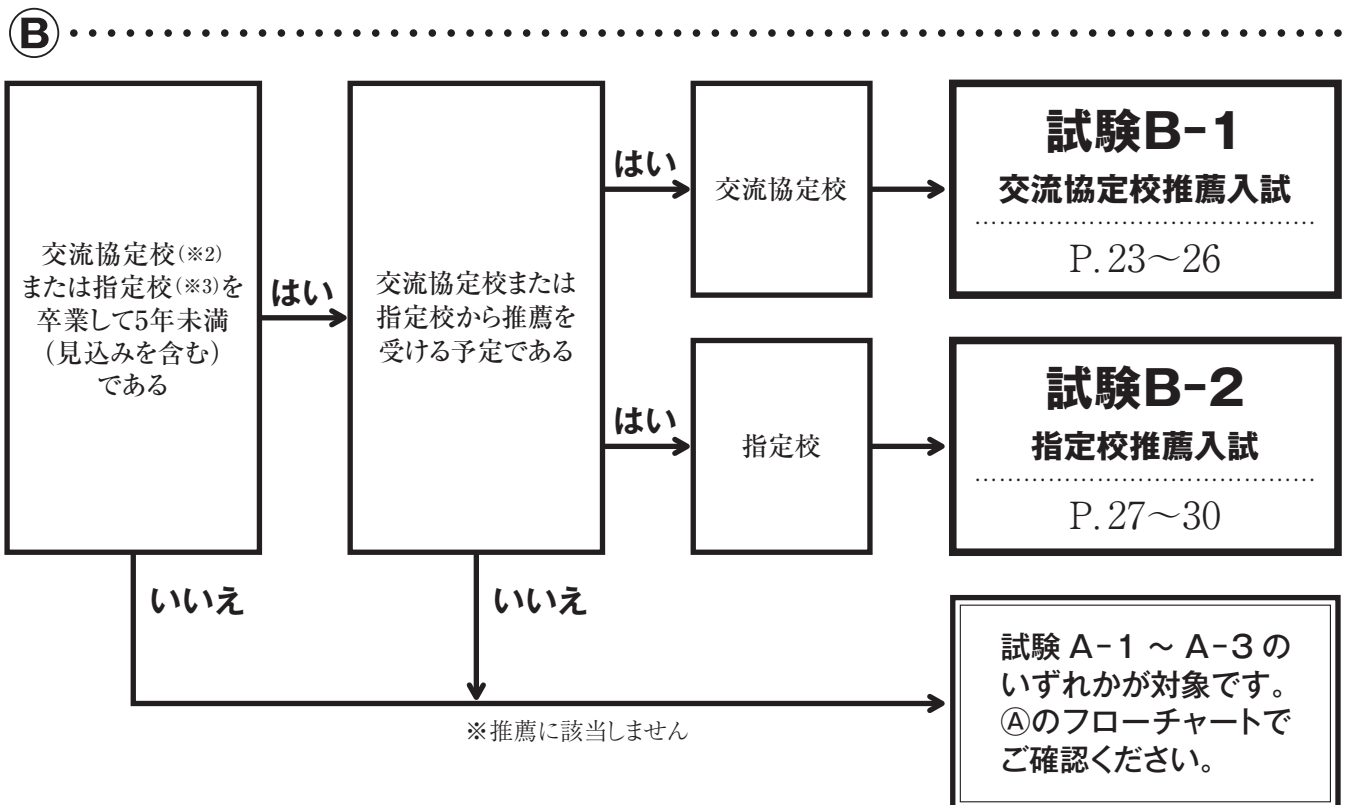 Ⓑ
交流協定校(※2)
または指定校(※3)を
卒業して5年未満
(見込みを含む)
である
はい
いいえ
交流協定校または
指定校から推薦を
受ける予定である
はい
はい
いいえ
交流協定校
試験B-1
交流協定校推薦入試
P.23〜26
指定校
試験B-2
指定校推薦入試
P.27〜30
※推薦に該当しません
試験 A-1 〜 A-3 の
いずれかが対象です。
Ⓐのフローチャートで
ご確認ください。